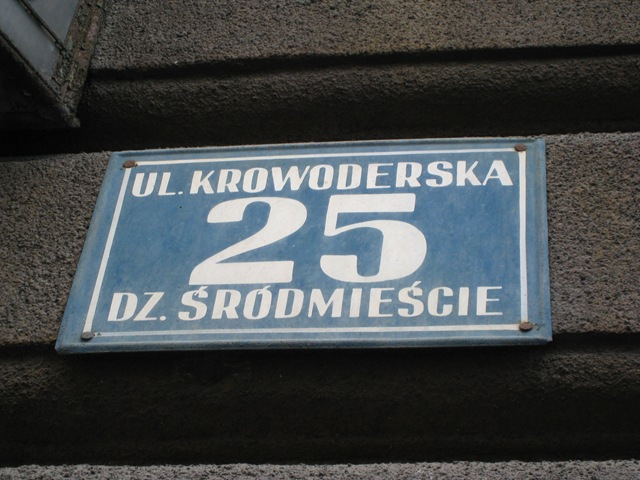 UL. KROWODERSKA
25
DZ. ŚRÓDMIEŚCIE